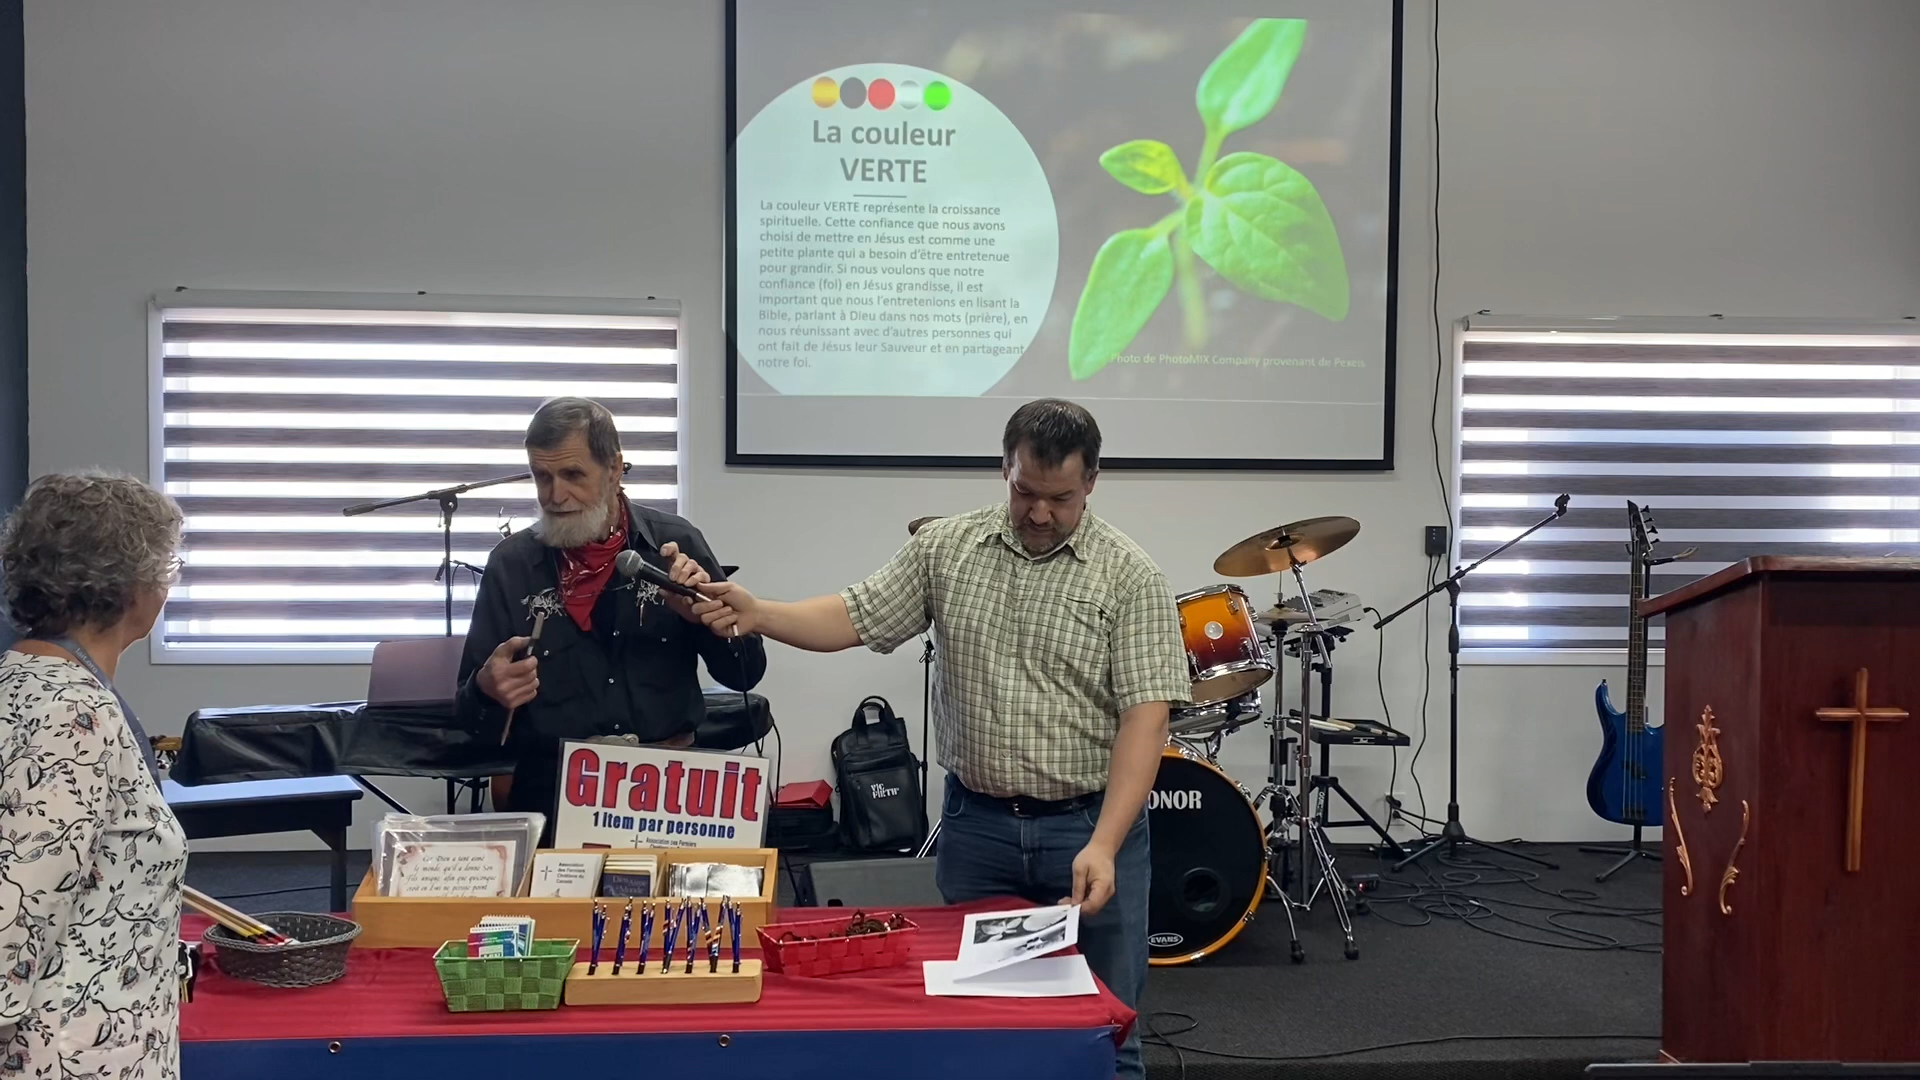 La couleur
VERTE
La couleur VERTE représente la croissance
spirituelle. Cette confiance que nous avons
choisi de mettre en Jésus est comme une
petite plante qui a besoin d'être entretenue
pour grandir. Si nous voulons que notre
confiance (foi) en Jésus grandisse, il est
important que nous l'entretenions en lisant la
Bible, parlant à Dieu dans nos mots (prière), en
nous réunissant avec d'autres personnes qui
ont fait de Jésus leur Sauveur et en partageant
notre foi.
Photo de PhotoMIX Company provenant de Pexels
Gratuit
1 item par personne
Association des Fermiers
Car Dieu a tant aimé
le monde qu'il a donné Son
Fils unique, afin que quiconque
croit en Lui ne périsse point
Association
des Fermiers
Chrétiens du
Canada
VIC
FIRTH
ONOR
EVANS